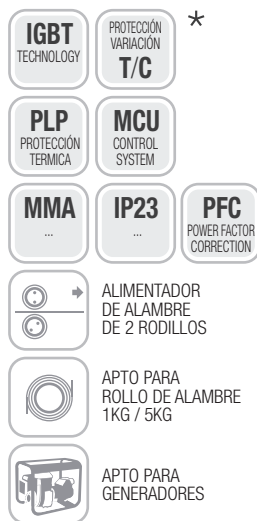 IGBT
TECHNOLOGY
PROTECCIÓN
VARIACIÓN
T/C
*
PLP
PROTECCIÓN
TERMICA
MCU
CONTROL
SYSTEM
MMA
...
IP23
...
PFC
POWER FACTOR
CORRECTION
ALIMENTADOR
DE ALAMBRE
DE 2 RODILLOS
APTO PARA
ROLLO DE ALAMBRE
1KG / 5KG
APTO PARA
GENERADORES